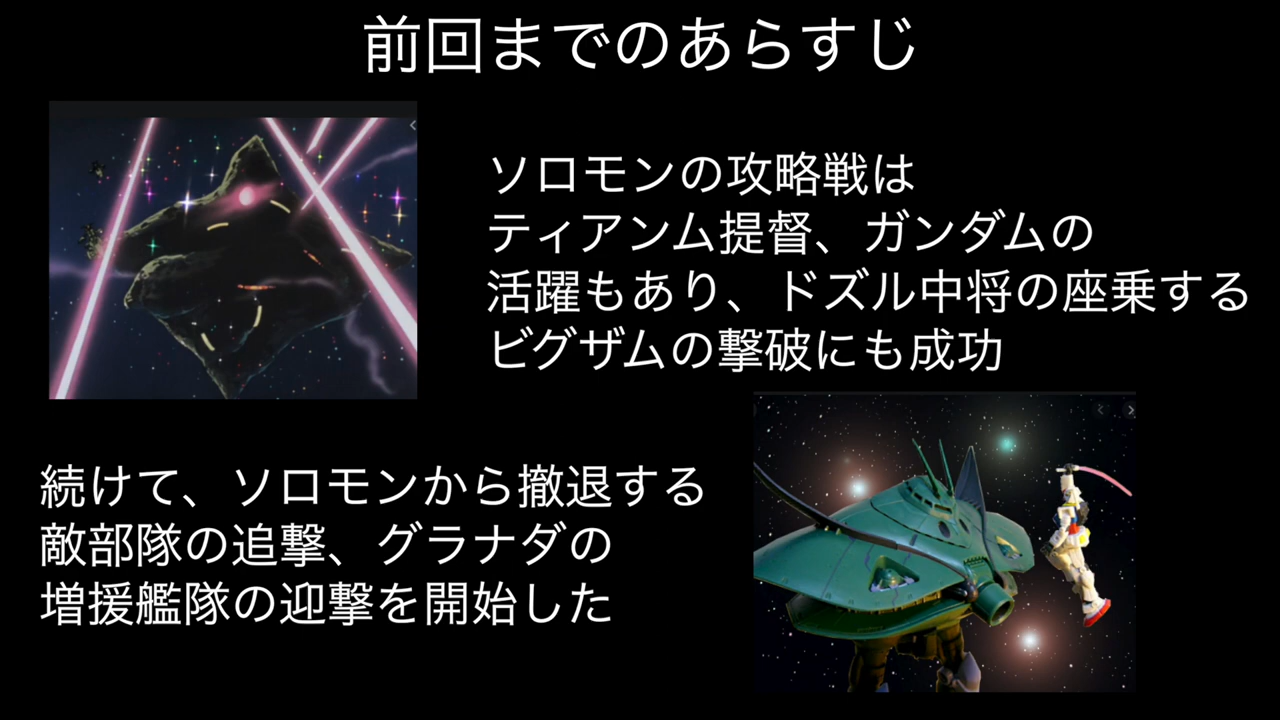 前回までのあらすじ
ソロモンの攻略戦は
ティアンム提督、ガンダムの
活躍もあり、ドズル中将の座乗する
ビグザムの撃破にも成功
続けて、ソロモンから撤退する
敵部隊の追撃、グラナダの
増援艦隊の迎撃を開始した